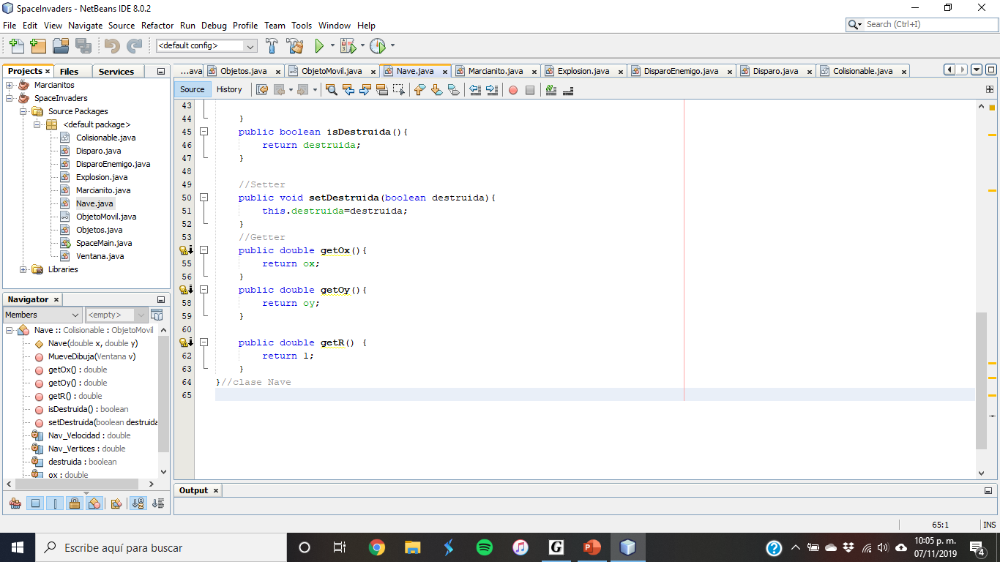 SpaceInvaders - NetBeans IDE 8.0.2
File Edit View Navigate Source Refactor Run Debug Profile Team Tools Window Help
Search (Ctrl+I)
<default config>
Projects Files Services
...ava Objetos.java ObjetoMovil.java Nave.java Marcianito.java Explosion.java DisparoEnemigo.java Disparo.java Colisionable.java
Source History
Marcianitos
SpaceInvaders
Source Packages
<default package>
Colisionable.java
Disparo.java
DisparoEnemigo.java
Explosion.java
Marcianito.java
Nave.java
ObjetoMovil.java
Objetos.java
SpaceMain.java
Ventana.java
Libraries
Navigator
Members <empty>
Nave :: Colisionable : ObjetoMovil
Nave(double x, double y)
MueveDibuja(Ventana v)
getOx() : double
getOy() : double
getR() : double
isDestruida() : boolean
setDestruida(boolean destruida
Nav_Velocidad : double
Nav_Vertices : double
destruida : boolean
ox : double
43
44 }
45 public boolean isDestruida(){
46 return destruida;
47 }
48
49 //Setter
50 public void setDestruida(boolean destruida){
51 this.destruida=destruida;
52 }
53 //Getter
public double getOx(){
55 return ox;
56 }
public double getOy(){
58 return oy;
59 }
60
public double getR() {
62 return 1;
63 }
64 }//clase Nave
65
Output
65:1 INS
Escribe aquí para buscar
G
10:05 p. m.
07/11/2019
4